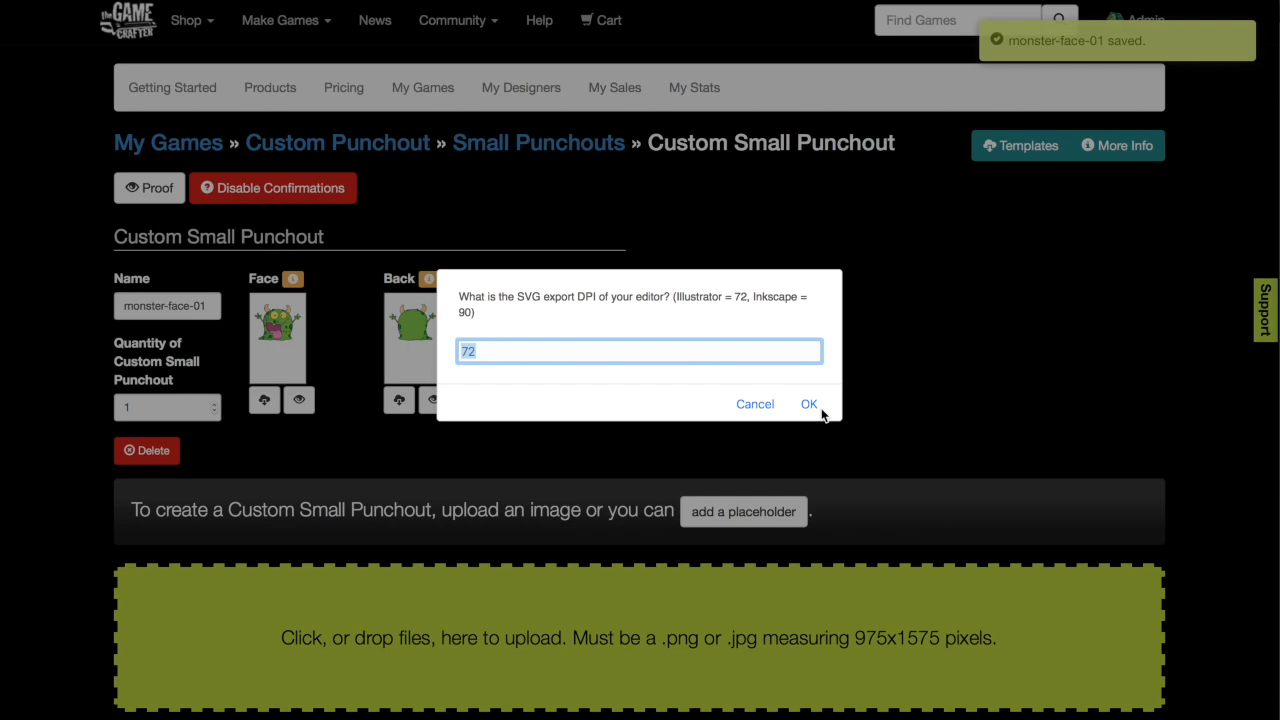 the GAME CRAFTER
Shop Make Games News Community Help Cart Find Games Admin
monster-face-01 saved.
Getting Started Products Pricing My Games My Designers My Sales My Stats
My Games » Custom Punchout » Small Punchouts » Custom Small Punchout
Templates More Info
Proof Disable Confirmations
Custom Small Punchout
Name Face Back
monster-face-01
Quantity of
Custom Small
Punchout
1
Delete
What is the SVG export DPI of your editor? (Illustrator = 72, Inkscape =
90)
72
Cancel OK
Support
To create a Custom Small Punchout, upload an image or you can add a placeholder .
Click, or drop files, here to upload. Must be a .png or .jpg measuring 975x1575 pixels.